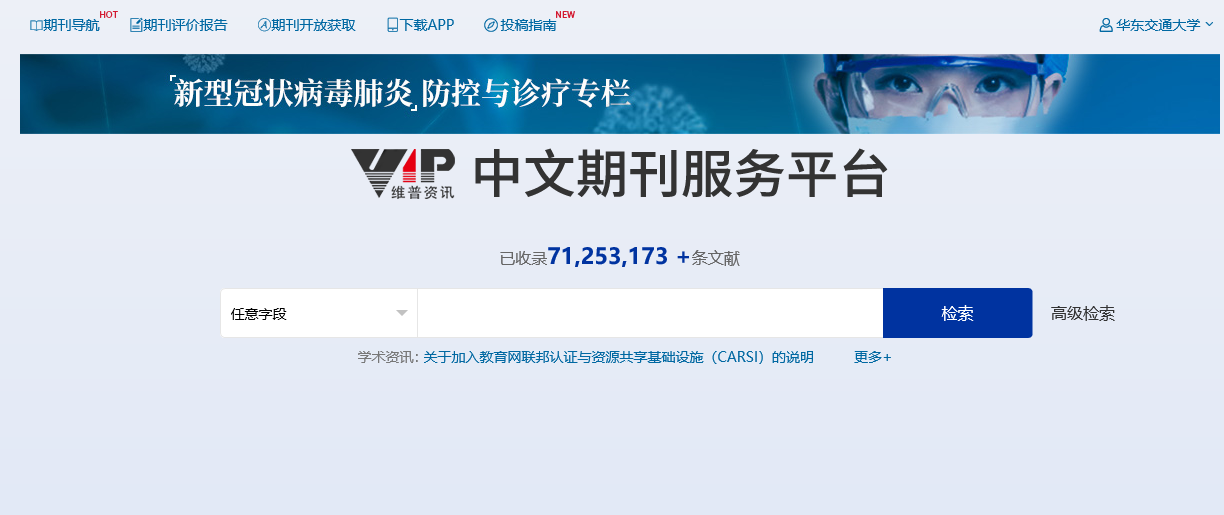 期刊导航 HOT 期刊评价报告 期刊开放获取 下载APP 投稿指南 NEW 华东交通大学
「新型冠状病毒肺炎」防控与诊疗专栏
VIP 维普资讯 中文期刊服务平台
已收录71,253,173 +条文献
任意字段 检索 高级检索
学术资讯: 关于加入教育网联邦认证与资源共享基础设施（CARSI）的说明 更多+